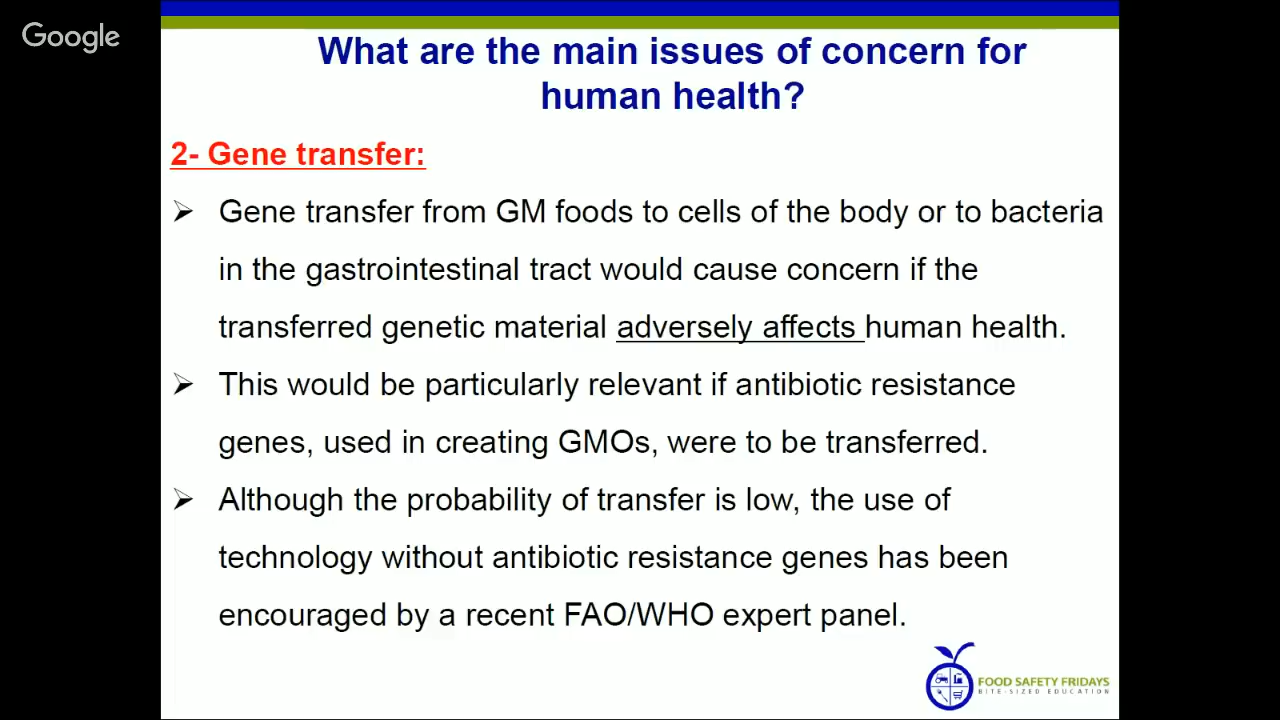 Google
What are the main issues of concern for
human health?
2- Gene transfer:
➢ Gene transfer from GM foods to cells of the body or to bacteria
in the gastrointestinal tract would cause concern if the
transferred genetic material adversely affects human health.
➢ This would be particularly relevant if antibiotic resistance
genes, used in creating GMOs, were to be transferred.
➢ Although the probability of transfer is low, the use of
technology without antibiotic resistance genes has been
encouraged by a recent FAO/WHO expert panel.
FOOD SAFETY FRIDAYS
BITE-SIZED EDUCATION